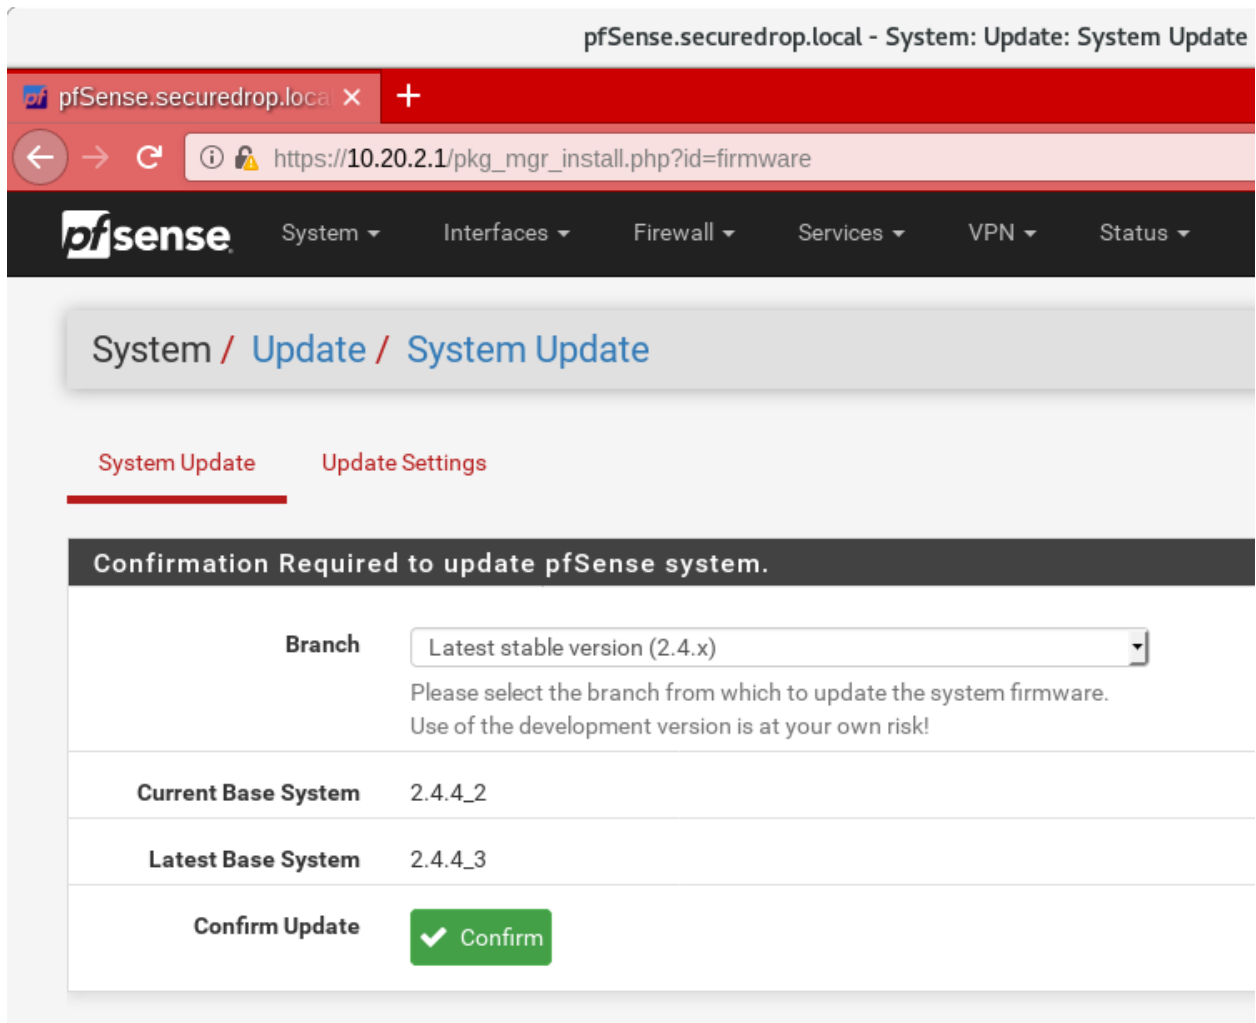 pfSense.securedrop.local - System: Update: System Update
pfSense.securedrop.loca
https://10.20.2.1/pkg_mgr_install.php?id=firmware
pfsense System Interfaces Firewall Services VPN Status
System / Update / System Update
System Update Update Settings
Confirmation Required to update pfSense system.
Branch Latest stable version (2.4.x)
Please select the branch from which to update the system firmware.
Use of the development version is at your own risk!
Current Base System 2.4.4_2
Latest Base System 2.4.4_3
Confirm Update Confirm